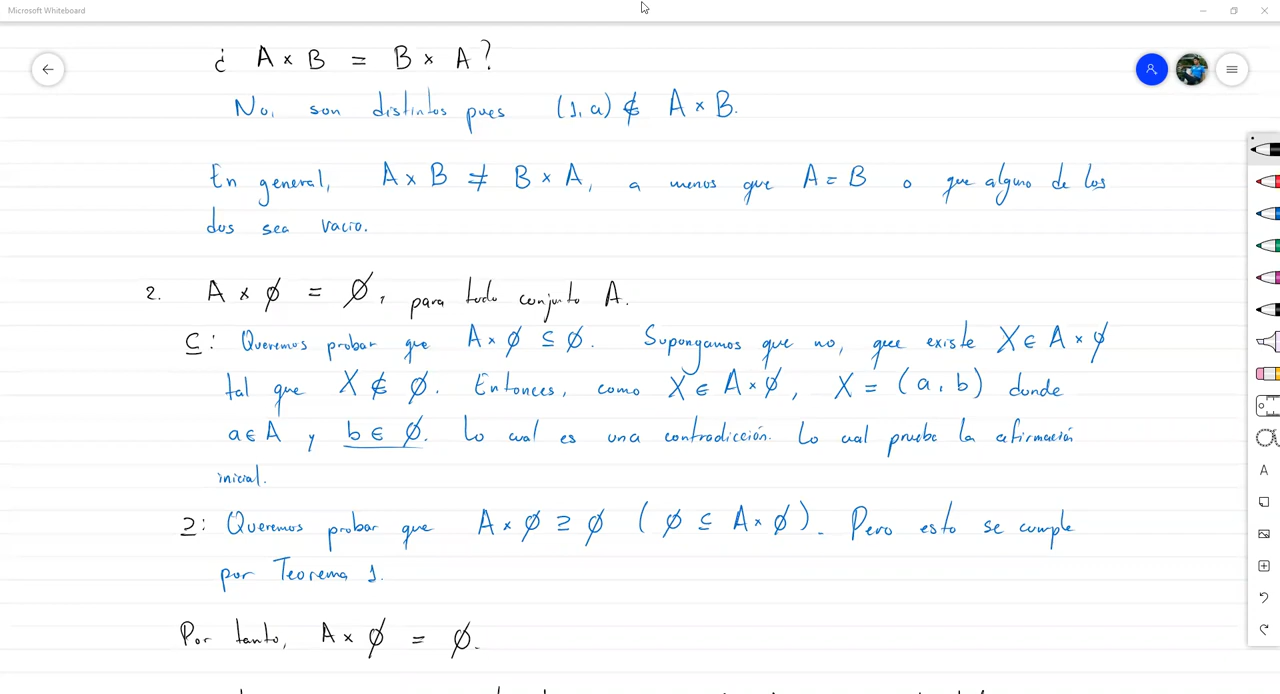 Microsoft Whiteboard
¿ A × B = B × A ?
No, son distintos pues (1, a) ∉ A × B.
En general, A × B ≠ B × A, a menos que A = B o que alguno de los
dos sea vacío.
2. A × ∅ = ∅, para todo conjunto A.
⊆: Queremos probar que A × ∅ ⊆ ∅. Supongamos que no, que existe X ∈ A × ∅
tal que X ∉ ∅. Entonces, como X ∈ A × ∅, X = (a, b) donde
a ∈ A y b ∈ ∅. Lo cual es una contradicción. Lo cual prueba la afirmación
inicial.
⊇: Queremos probar que A × ∅ ⊇ ∅ (∅ ⊆ A × ∅). Pero esto se cumple
por Teorema 1.
Por tanto, A × ∅ = ∅.
A